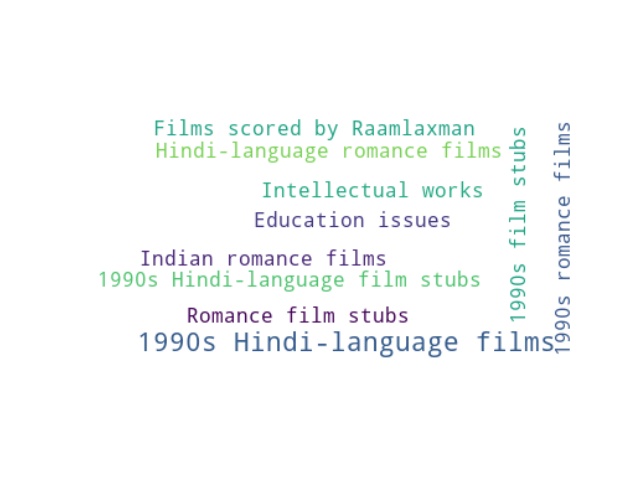 Films scored by Raamlaxman
Hindi-language romance films
Intellectual works
Education issues
Indian romance films
1990s Hindi-language film stubs
Romance film stubs
1990s Hindi-language films
1990s film stubs
1990s romance films